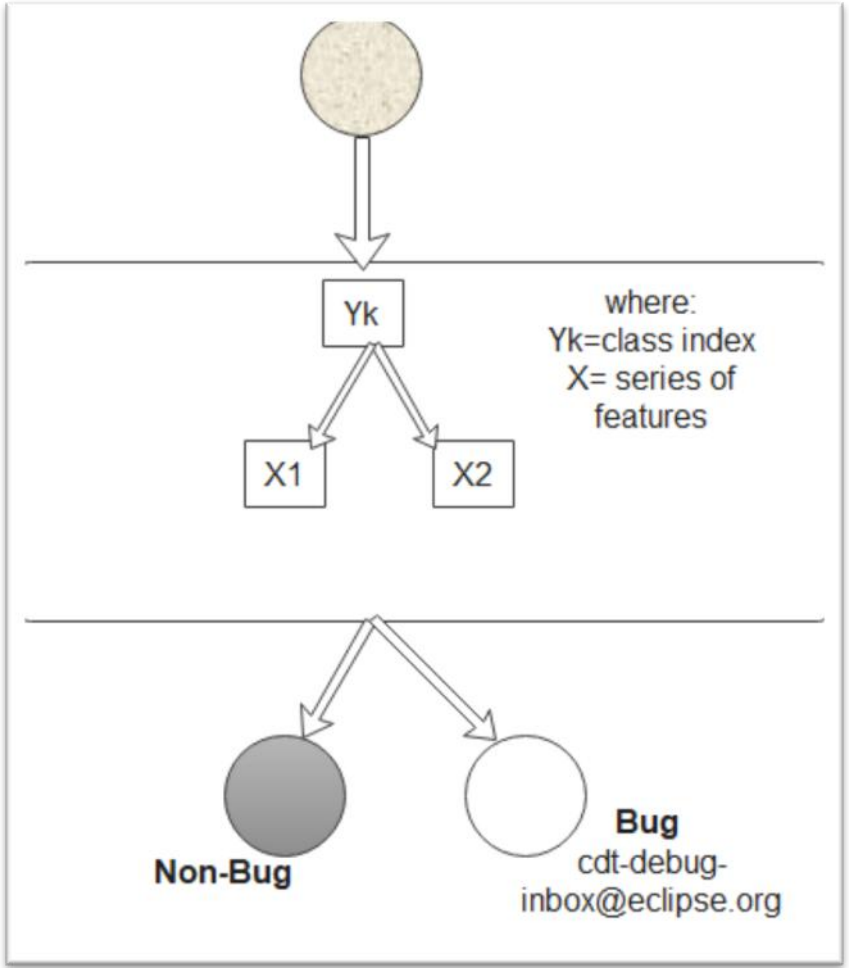 Yk
where:
Yk=class index
X= series of
features
X1
X2
Non-Bug
Bug
cdt-debug-
inbox@eclipse.org